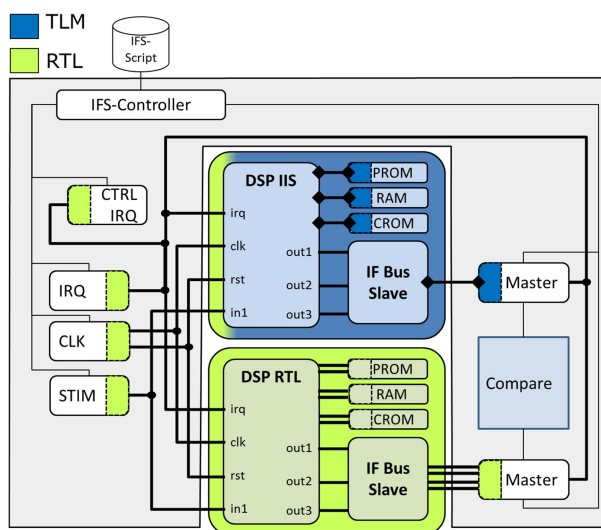 TLM
RTL
IFS-
Script
IFS-Controller
CTRL
IRQ
IRQ
CLK
STIM
DSP IIS
irq
clk
rst
in1
out1
out2
out3
PROM
RAM
CROM
IF Bus
Slave
Master
Compare
DSP RTL
irq
clk
rst
in1
out1
out2
out3
PROM
RAM
CROM
IF Bus
Slave
Master